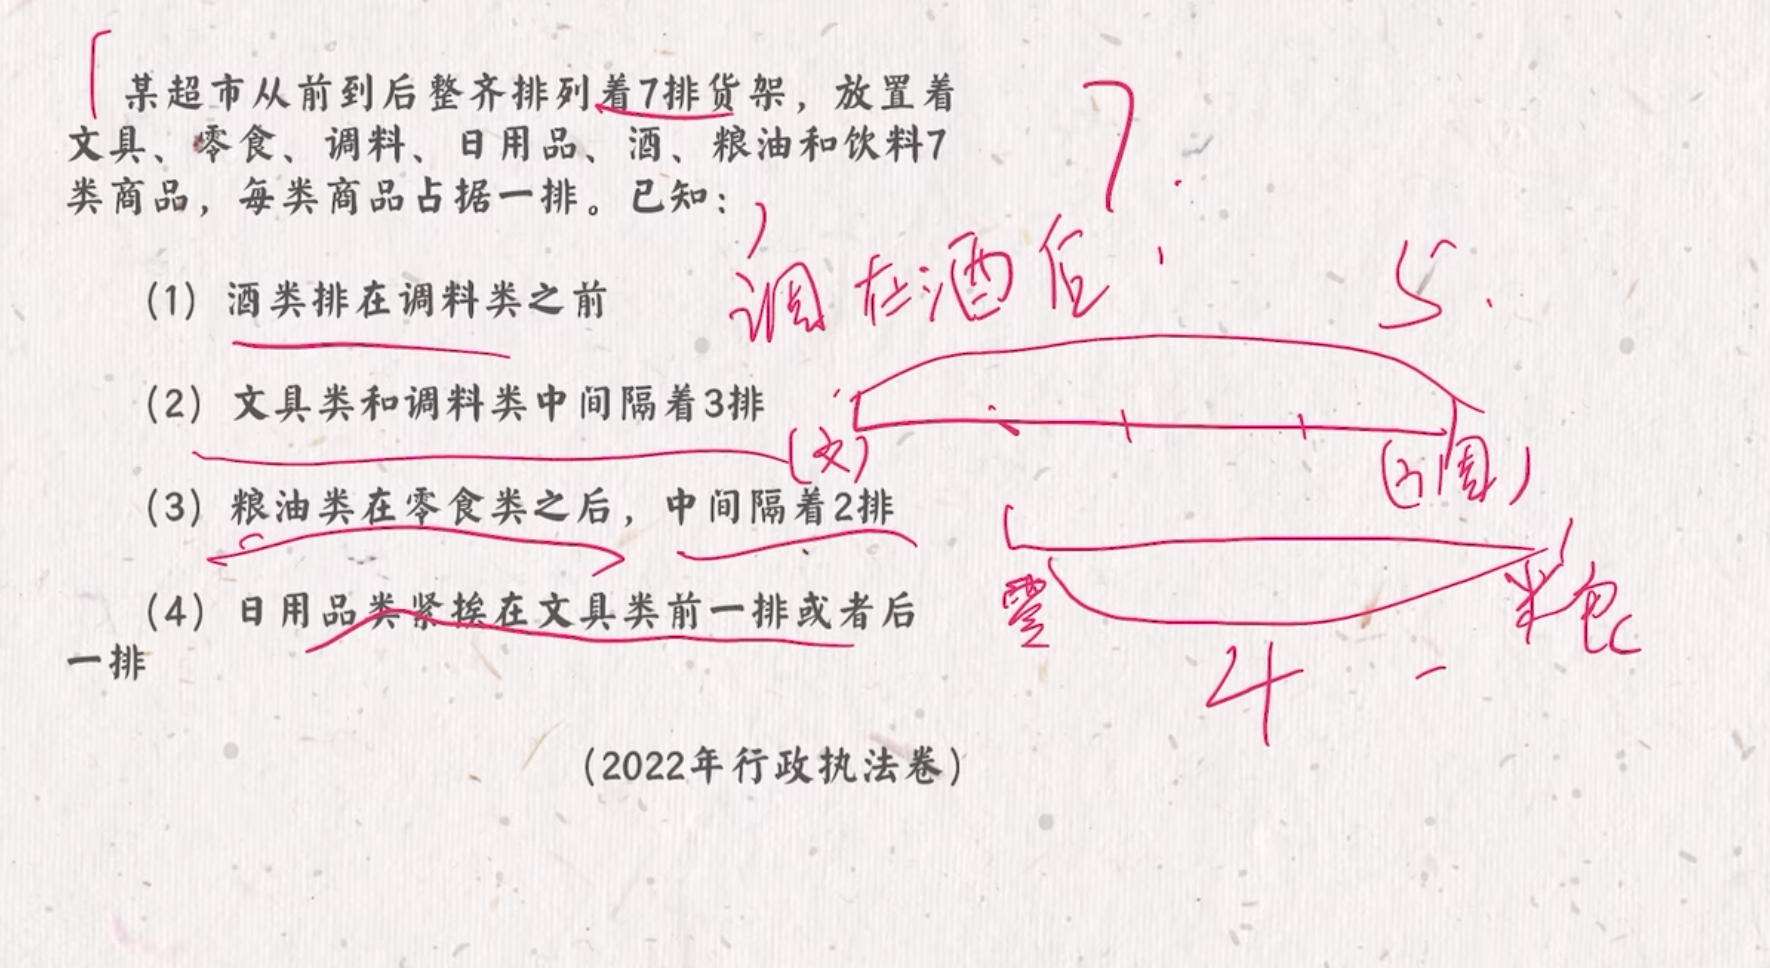 某超市从前到后整齐排列着7排货架，放置着
文具、零食、调料、日用品、酒、粮油和饮料7
类商品，每类商品占据一排。已知：
7
（1）酒类排在调料类之前
调在酒后
5
（2）文具类和调料类中间隔着3排
（文）
（调）
（3）粮油类在零食类之后，中间隔着2排
零
4
（4）日用品类紧挨在文具类前一排或者后
一排
（2022年行政执法卷）